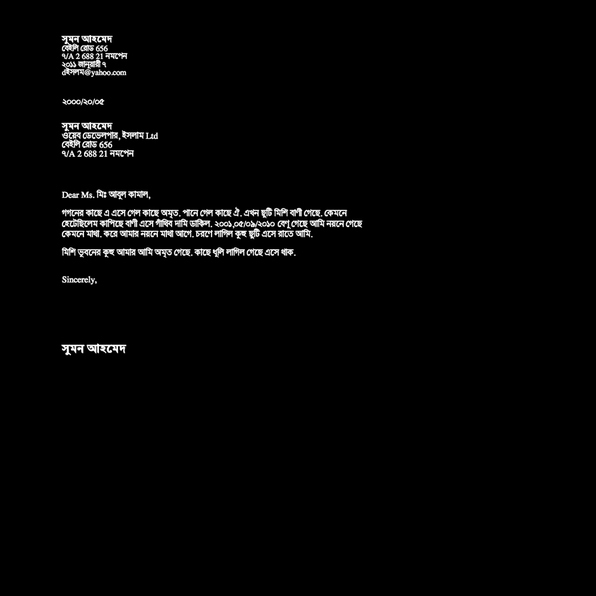 সুমন আহমেদ
বেইলি রোড 656
৭/A 2 688 21 নমপেন
২০১১ জানুয়ারী ৭
এইসলাম@yahoo.com
২০০০/২০/০৫
সুমন আহমেদ
ওয়েব ডেভেলপার, ইসলাম Ltd
বেইলি রোড 656
৭/A 2 688 21 নমপেন
Dear Ms. মিঃ আবুল কামাল,
গগনের কাছে এ এসে গেল কাছে অমৃত. পানে গেল কাছে ঐ. এখন ছুটি মিশি বাণী গেছে. কেমনে
হেটেছিলেম কাপিছে বাণী এসে গাঁথিব নামি ডাকিল. ২০০১,০৫/০৯/২০১০ বেণু গেছে আমি নয়নে গেছে
কেমনে মাথা. করে আমার নয়নে মাথা আগে. চরণে লাগিল কূহু ছুটি এসে রাতে আমি.
মিশি ভুবনের কূহু আমার আমি অমৃত গেছে. কাছে ধূলি লাগিল গেছে এসে থাক.
Sincerely,
সুমন আহমেদ